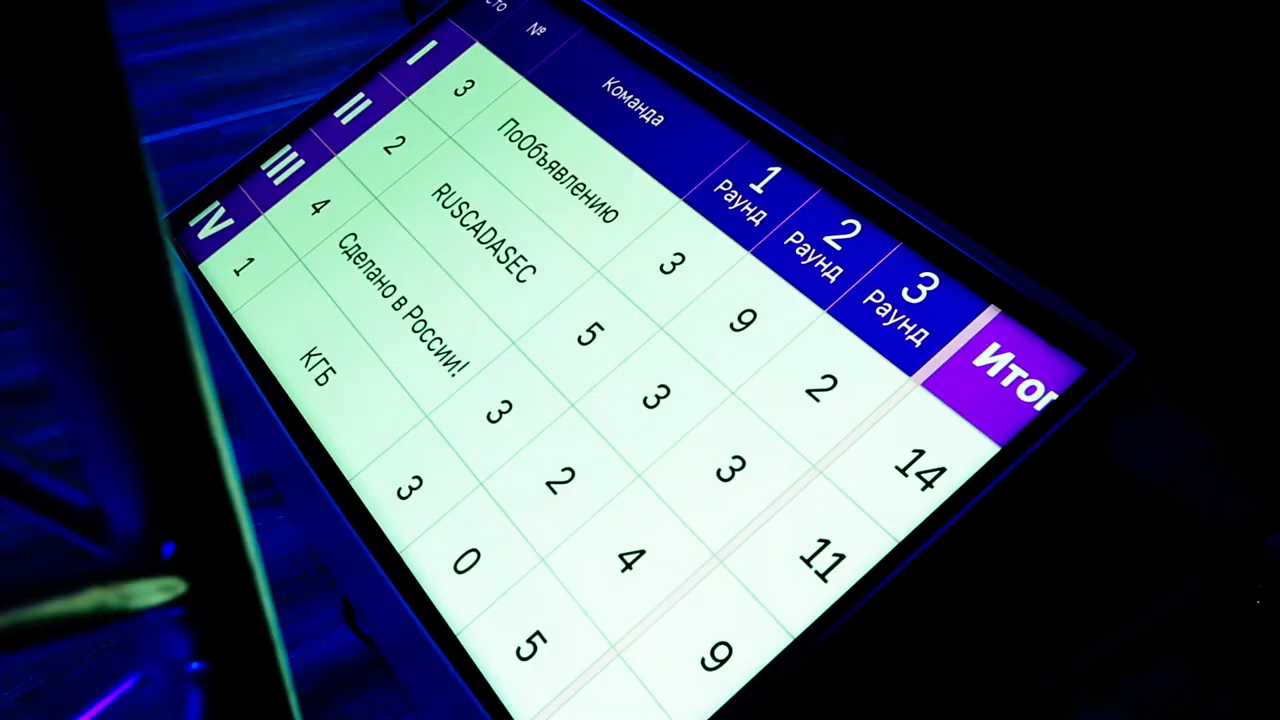 № Команда 1 Раунд 2 Раунд 3 Раунд Итог
I 3 ПоОбъявлению 3 9 2 14
II 2 RUSCADASEC 5 3 3 11
III 4 Сделано в России! 3 2 4 9
IV 1 КГБ 3 0 5